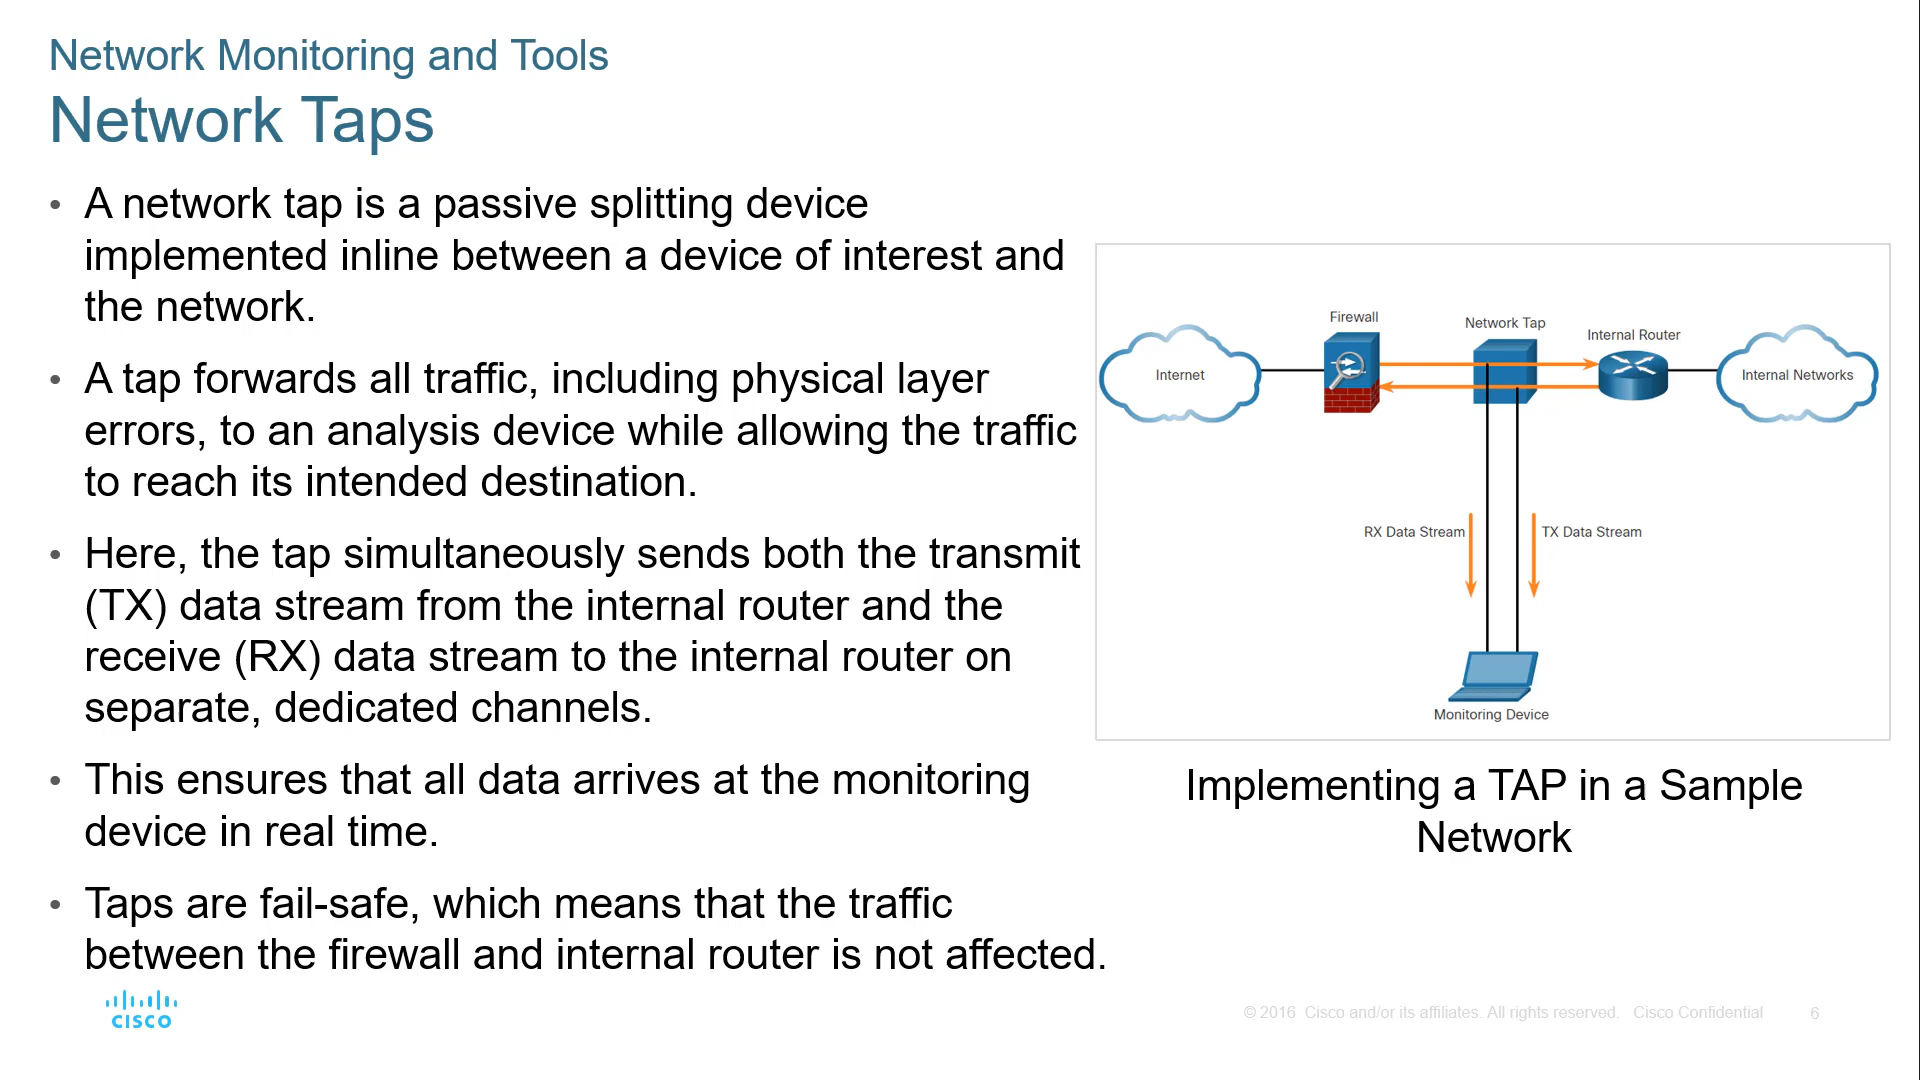 Network Monitoring and Tools
Network Taps
• A network tap is a passive splitting device
implemented inline between a device of interest and
the network.
• A tap forwards all traffic, including physical layer
errors, to an analysis device while allowing the traffic
to reach its intended destination.
• Here, the tap simultaneously sends both the transmit
(TX) data stream from the internal router and the
receive (RX) data stream to the internal router on
separate, dedicated channels.
• This ensures that all data arrives at the monitoring
device in real time.
• Taps are fail-safe, which means that the traffic
between the firewall and internal router is not affected.
Firewall
Network Tap
Internal Router
Internet
Internal Networks
RX Data Stream
TX Data Stream
Monitoring Device
Implementing a TAP in a Sample
Network
CISCO
© 2016 Cisco and/or its affiliates. All rights reserved. Cisco Confidential
6